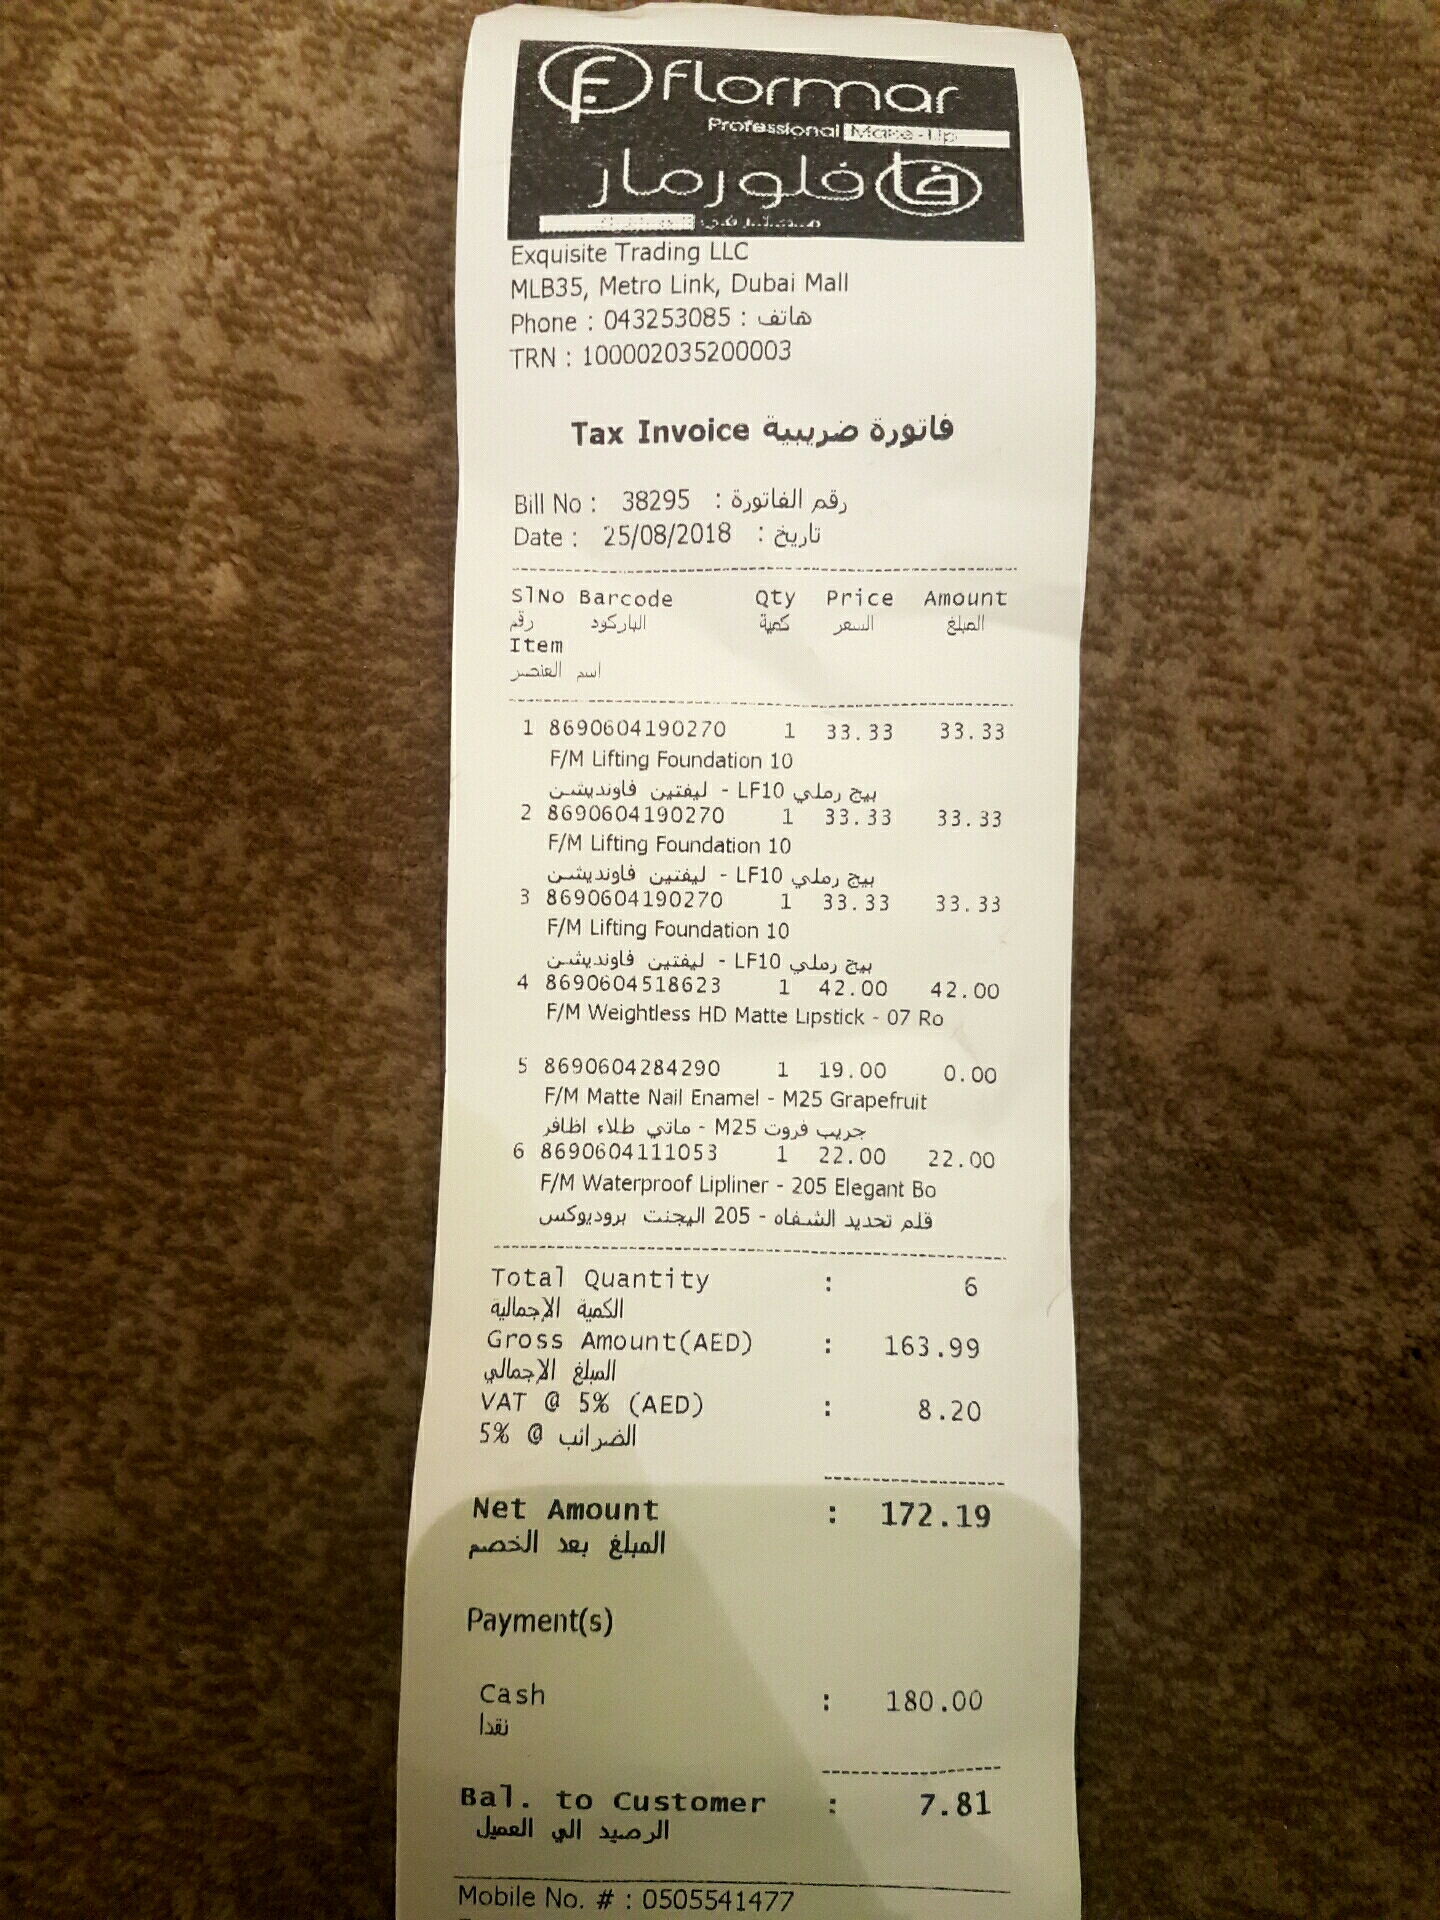 flormar
Professional Make-Up
فلورمار فا
Exquisite Trading LLC
MLB35, Metro Link, Dubai Mall
Phone : 043253085 : هاتف
TRN : 100002035200003
Tax Invoice فاتورة ضريبية
Bill No : 38295 : رقم الفاتورة
Date : 25/08/2018 : تاريخ
SlNo Barcode Qty Price Amount
رقم الباركود كمية السعر المبلغ
Item
اسم العنصر
1 8690604190270 1 33.33 33.33
F/M Lifting Foundation 10
بيج رملي LF10 - ليفتين فاونديشن
2 8690604190270 1 33.33 33.33
F/M Lifting Foundation 10
بيج رملي LF10 - ليفتين فاونديشن
3 8690604190270 1 33.33 33.33
F/M Lifting Foundation 10
بيج رملي LF10 - ليفتين فاونديشن
4 8690604518623 1 42.00 42.00
F/M Weightless HD Matte Lipstick - 07 Ro
5 8690604284290 1 19.00 0.00
F/M Matte Nail Enamel - M25 Grapefruit
جريب فروت M25 - ماتي طلاء اظافر
6 8690604111053 1 22.00 22.00
F/M Waterproof Lipliner - 205 Elegant Bo
قلم تحديد الشفاه - 205 اليجنت بروديوكس
Total Quantity : 6
الكمية الإجمالية
Gross Amount(AED) : 163.99
المبلغ الإجمالي
VAT @ 5% (AED) : 8.20
الضرائب @ 5%
Net Amount : 172.19
المبلغ بعد الخصم
Payment(s)
Cash : 180.00
نقدا
Bal. to Customer : 7.81
الرصيد الي العميل
Mobile No. # : 0505541477